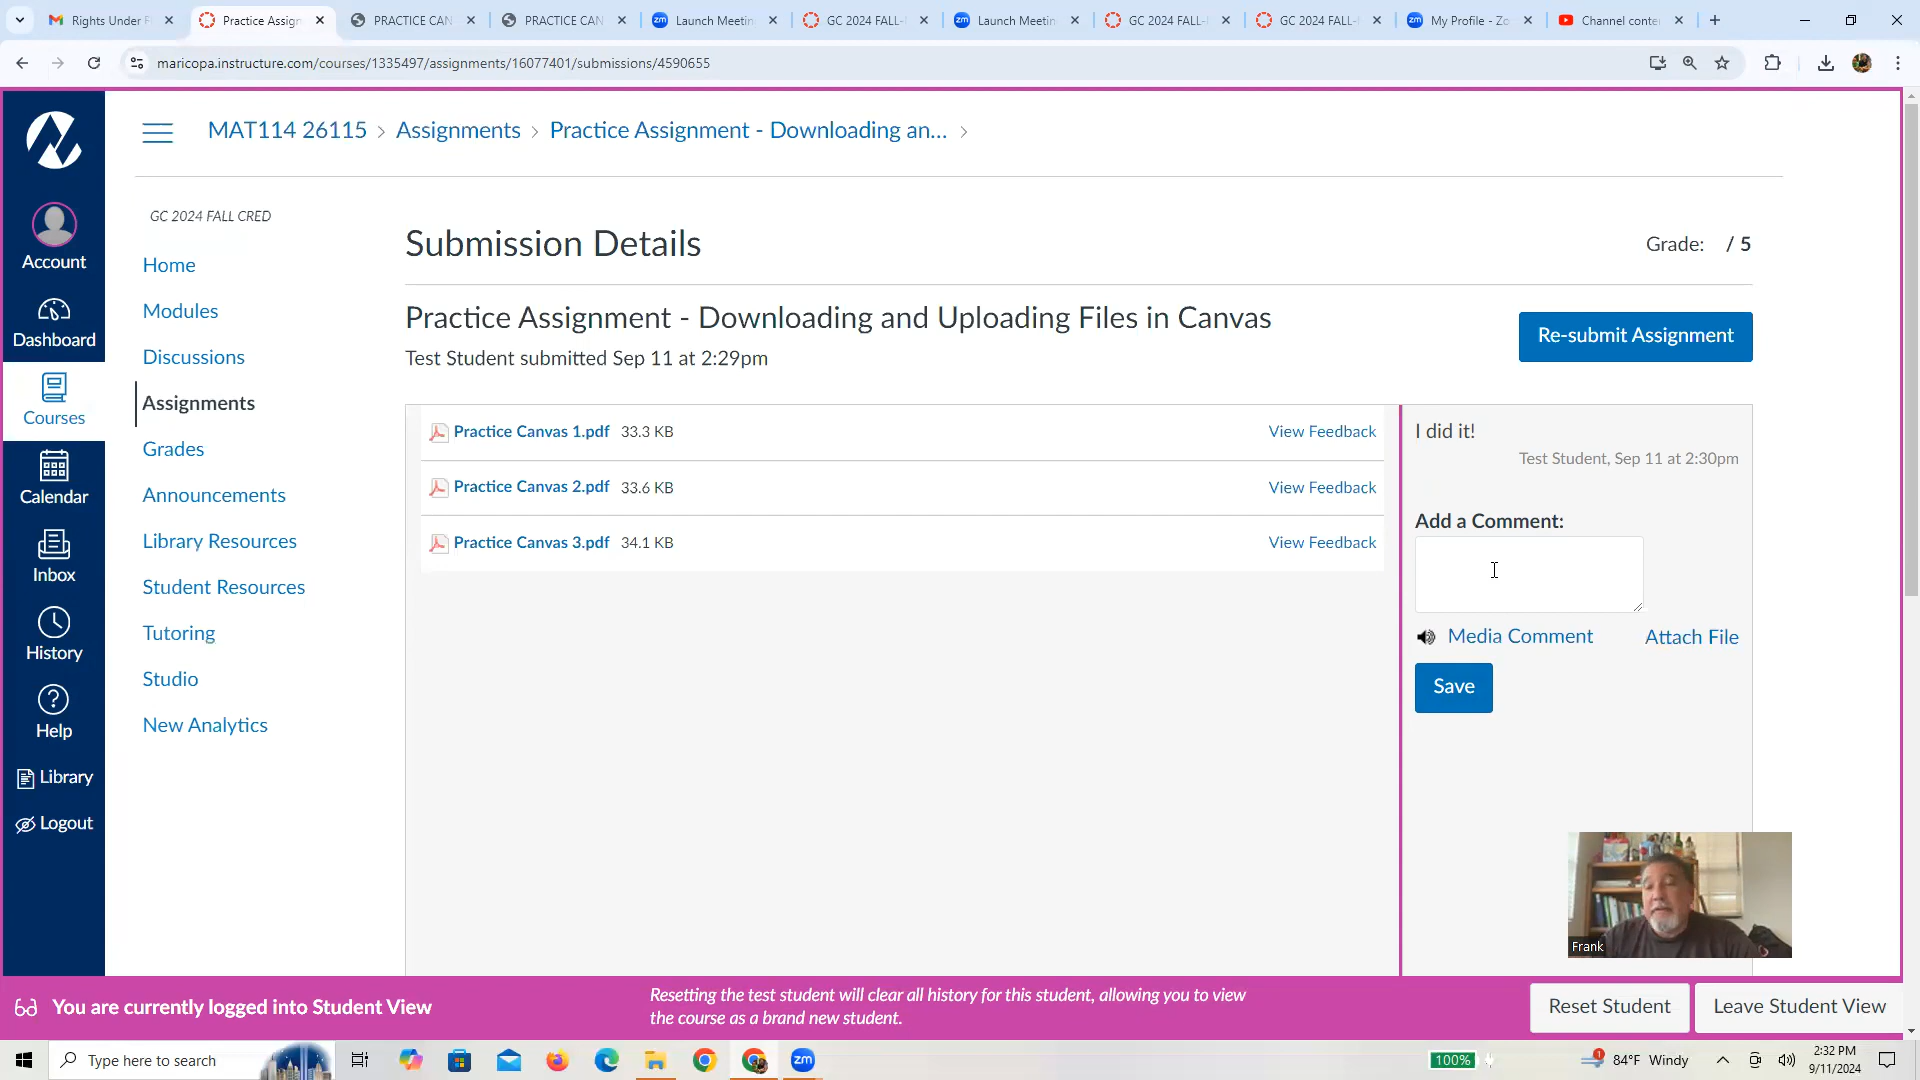 Rights Under F
Practice Assign
PRACTICE CAN
PRACTICE CAN
Launch Meetin
GC 2024 FALL-
Launch Meetin
GC 2024 FALL-
GC 2024 FALL-
My Profile - Zo
Channel conte
maricopa.instructure.com/courses/1335497/assignments/16077401/submissions/4590655
Account
Dashboard
Courses
Calendar
Inbox
History
Help
Library
Logout
MAT114 26115 > Assignments > Practice Assignment - Downloading an... >
GC 2024 FALL CRED
Home
Modules
Discussions
Assignments
Grades
Announcements
Library Resources
Student Resources
Tutoring
Studio
New Analytics
Submission Details
Grade: / 5
Practice Assignment - Downloading and Uploading Files in Canvas
Test Student submitted Sep 11 at 2:29pm
Re-submit Assignment
Practice Canvas 1.pdf 33.3 KB View Feedback
Practice Canvas 2.pdf 33.6 KB View Feedback
Practice Canvas 3.pdf 34.1 KB View Feedback
I did it!
Test Student, Sep 11 at 2:30pm
Add a Comment:
Media Comment
Attach File
Save
Frank
You are currently logged into Student View
Resetting the test student will clear all history for this student, allowing you to view
the course as a brand new student.
Reset Student
Leave Student View
Type here to search
zm
100%
1
84°F Windy
2:32 PM
9/11/2024